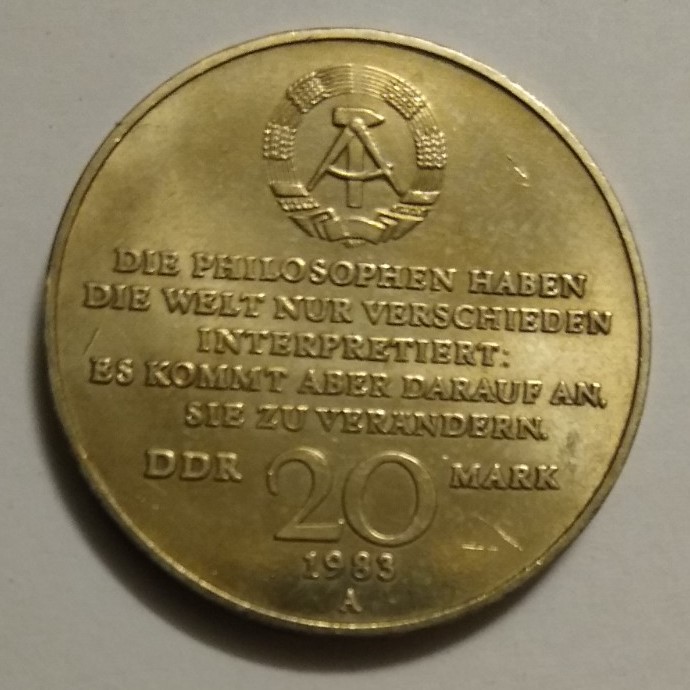 DIE PHILOSOPHEN HABEN
DIE WELT NUR VERSCHIEDEN
INTERPRETIERT:
ES KOMMT ABER DARAUF AN,
SIE ZU VERÄNDERN.
DDR 20 MARK
1983
A